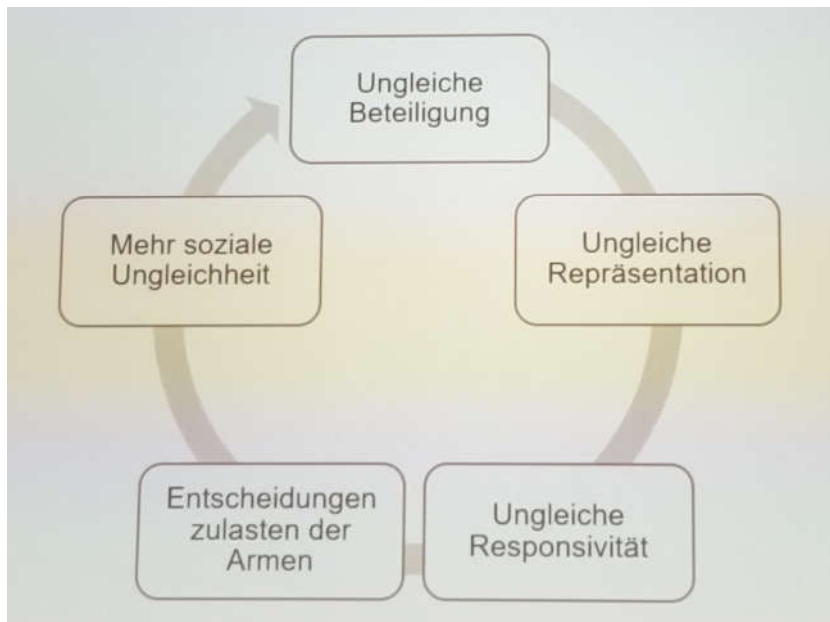 Ungleiche
Beteiligung
Ungleiche
Repräsentation
Ungleiche
Responsivität
Entscheidungen
zulasten der
Armen
Mehr soziale
Ungleichheit